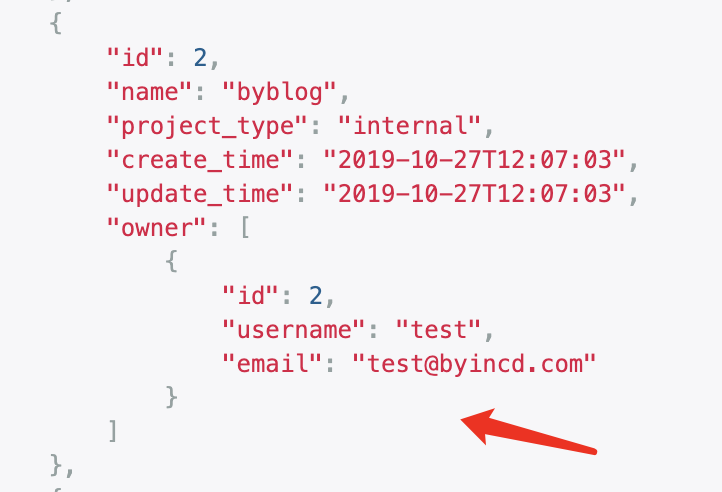 {
"id": 2,
"name": "byblog",
"project_type": "internal",
"create_time": "2019-10-27T12:07:03",
"update_time": "2019-10-27T12:07:03",
"owner": [
{
"id": 2,
"username": "test",
"email": "test@byincd.com"
}
]
},